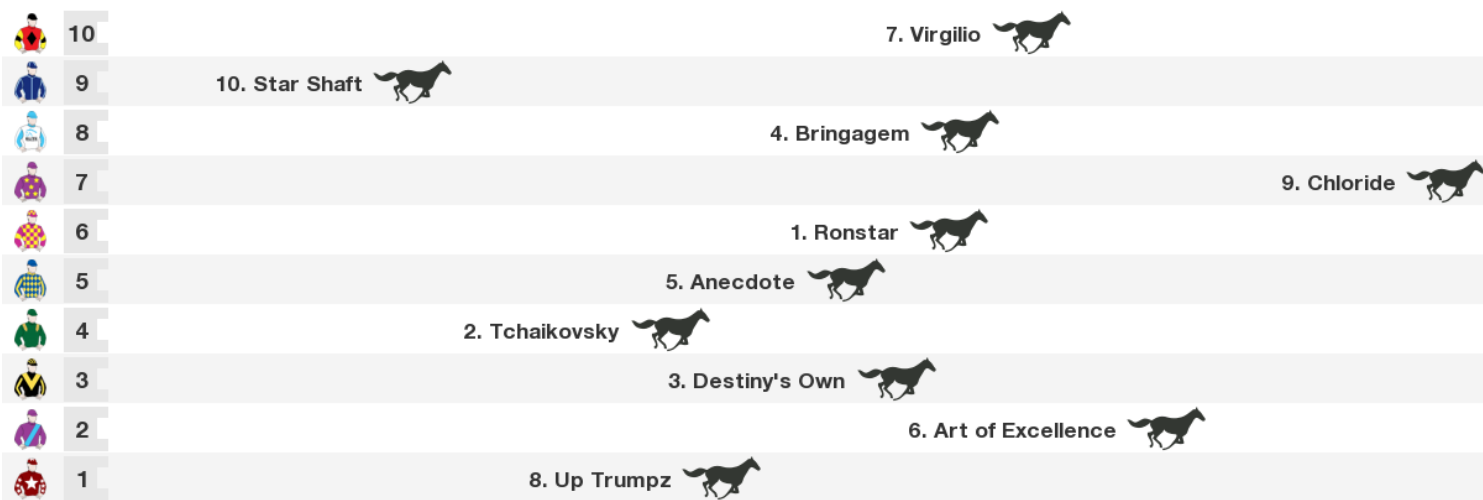 10 7. Virgilio
9 10. Star Shaft
8 4. Bringagem
7 9. Chloride
6 1. Ronstar
5 5. Anecdote
4 2. Tchaikovsky
3 3. Destiny's Own
2 6. Art of Excellence
1 8. Up Trumpz